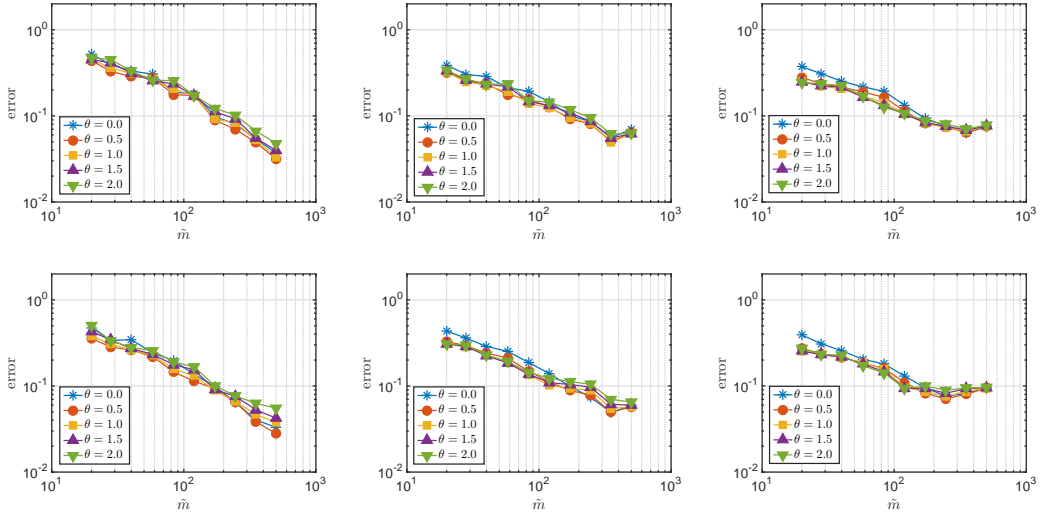 10^0
10^-1
10^-2
error
θ = 0.0
θ = 0.5
θ = 1.0
θ = 1.5
θ = 2.0
10^1
10^2
10^3
m̃
10^0
10^-1
10^-2
error
θ = 0.0
θ = 0.5
θ = 1.0
θ = 1.5
θ = 2.0
10^1
10^2
10^3
m̃
10^0
10^-1
10^-2
error
θ = 0.0
θ = 0.5
θ = 1.0
θ = 1.5
θ = 2.0
10^1
10^2
10^3
m̃
10^0
10^-1
10^-2
error
θ = 0.0
θ = 0.5
θ = 1.0
θ = 1.5
θ = 2.0
10^1
10^2
10^3
m̃
10^0
10^-1
10^-2
error
θ = 0.0
θ = 0.5
θ = 1.0
θ = 1.5
θ = 2.0
10^1
10^2
10^3
m̃
10^0
10^-1
10^-2
error
θ = 0.0
θ = 0.5
θ = 1.0
θ = 1.5
θ = 2.0
10^1
10^2
10^3
m̃